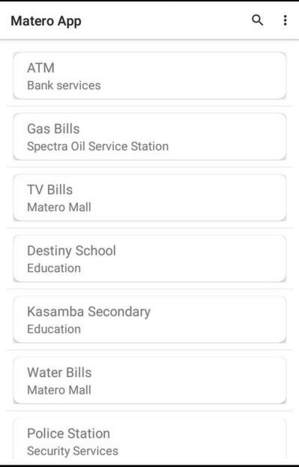 Matero App
ATM
Bank services
Gas Bills
Spectra Oil Service Station
TV Bills
Matero Mall
Destiny School
Education
Kasamba Secondary
Education
Water Bills
Matero Mall
Police Station
Security Services